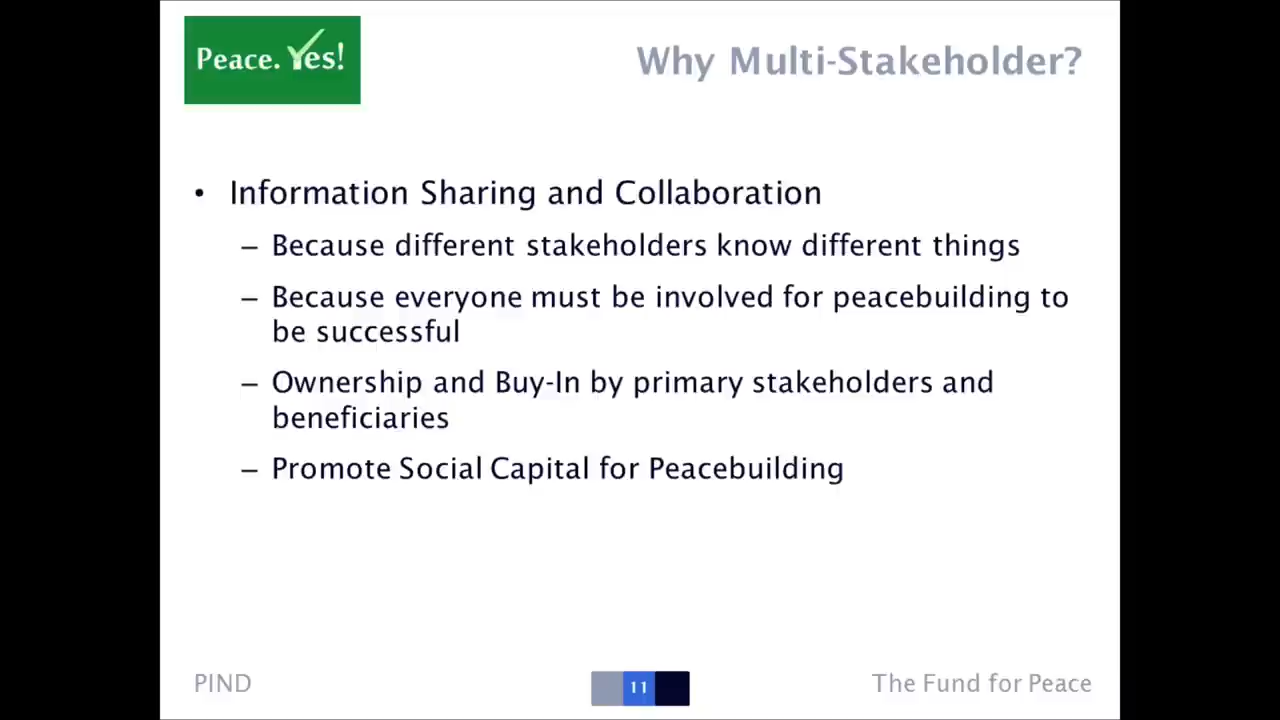 Peace. Yes!
Why Multi-Stakeholder?
• Information Sharing and Collaboration
– Because different stakeholders know different things
– Because everyone must be involved for peacebuilding to
be successful
– Ownership and Buy-In by primary stakeholders and
beneficiaries
– Promote Social Capital for Peacebuilding
PIND
11
The Fund for Peace